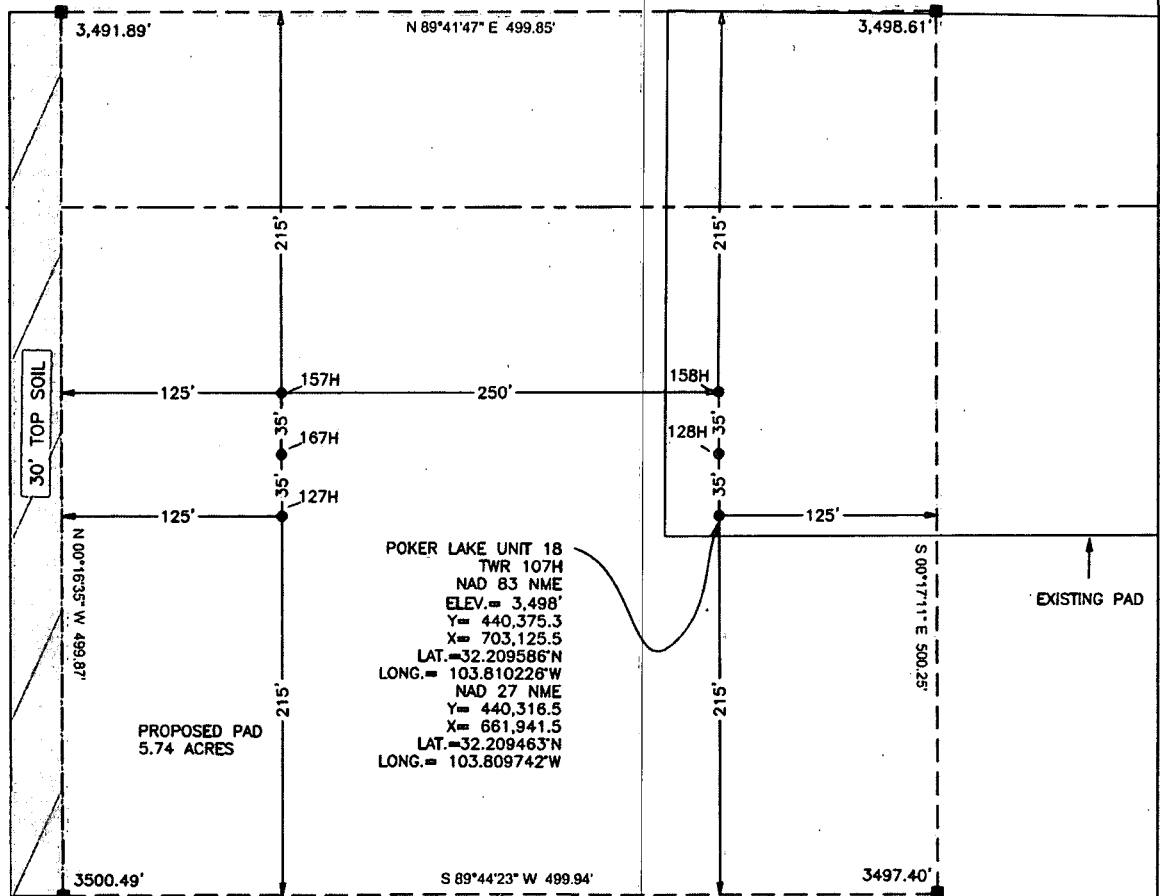 3,491.89'
N 89°41'47" E 499.85'
3,498.61'
215'
215'
30' TOP SOIL
125'
157H
250'
158H
35'
35'
167H
128H
35'
35'
127H
125'
125'
N 00°16'35" W 499.87'
POKER LAKE UNIT 18
TWR 107H
NAD 83 NME
ELEV.= 3,498'
Y= 440,375.3
X= 703,125.5
LAT.=32.209586°N
LONG.= 103.810226°W
NAD 27 NME
Y= 440,316.5
X= 661,941.5
LAT.=32.209463°N
LONG.= 103.809742°W
S 00°17'11" E 500.25'
EXISTING PAD
215'
215'
PROPOSED PAD
5.74 ACRES
3500.49'
S 89°44'23" W 499.94'
3497.40'